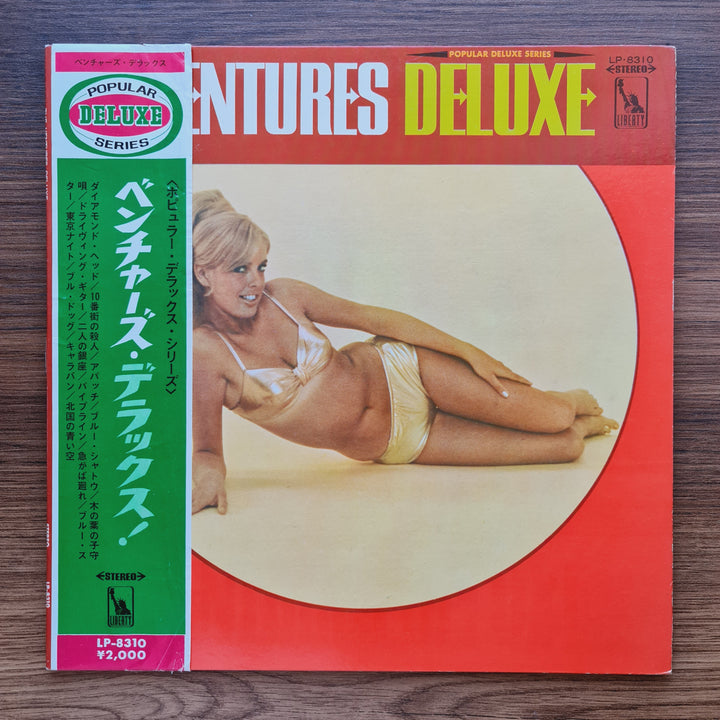 ベンチャーズ・デラックス
POPULAR
DELUXE
SERIES
〈ポピュラー・デラックス・シリーズ〉
ベンチャーズ・デラックス!
ダイアモンド・ヘッド/10番街の殺人/アパッチ/ブルー・シャトウ/木の葉の子守
唄/ドライヴィング・ギター/二人の銀座/パイプライン/急がば廻れ/ブルー・ス
ター/東京ナイト/ブル・ドッグ/キャラバン/北国の青い空
STEREO
LIBERTY
LP-8310
¥2,000
POPULAR DELUXE SERIES
ENTURES DELUXE
LP-8310
STEREO
LIBERTY
STEREO
LP-8310